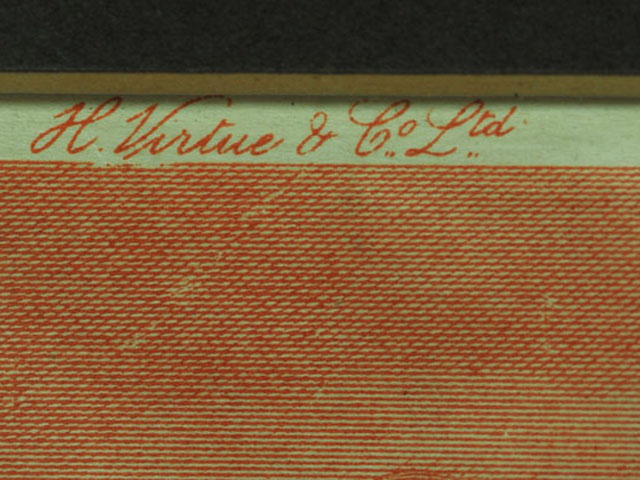 H. Virtue & Co. Ltd.